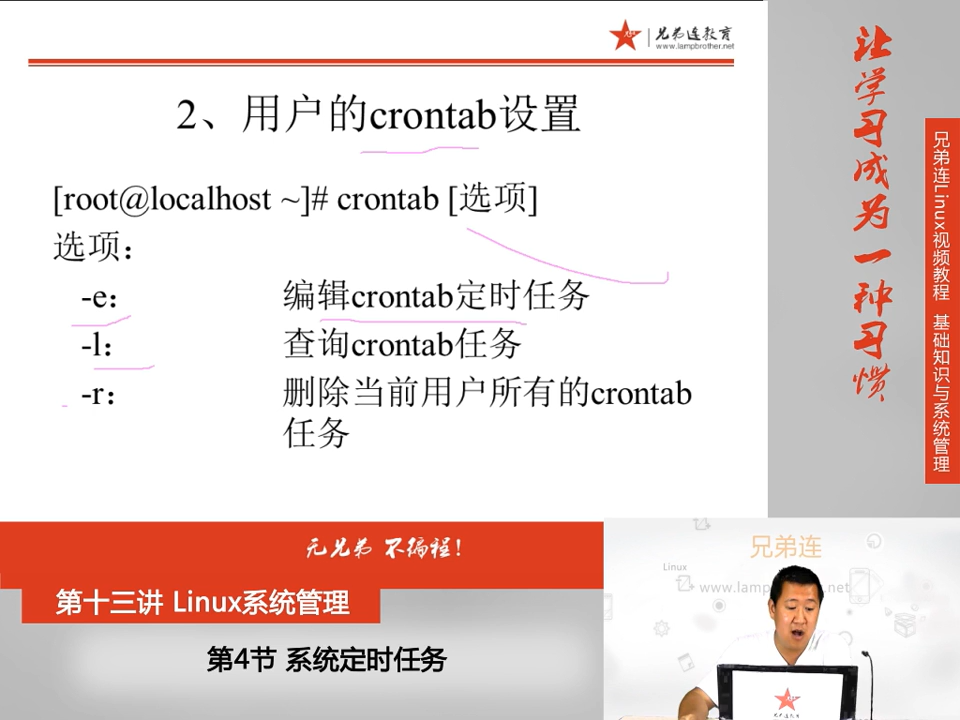 兄弟连教育
www.lampbrother.net
2、用户的crontab设置
[root@localhost ~]# crontab [选项]
选项：
-e： 编辑crontab定时任务
-l： 查询crontab任务
-r： 删除当前用户所有的crontab
任务
让学习成为一种习惯
兄弟连Linux视频教程 基础知识与系统管理
无兄弟 不编程！
第十三讲 Linux系统管理
第4节 系统定时任务
兄弟连
Linux
www.lamp net
兄弟连教育